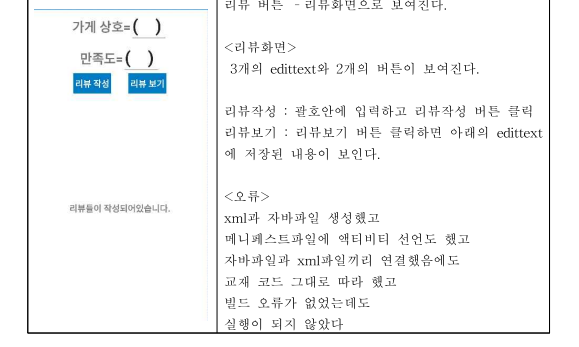 리뷰 버튼 - 리뷰화면으로 보여진다.
가게 상호=(  )
만족도=(  )
리뷰 작성 리뷰 보기
리뷰들이 작성되어있습니다.
<리뷰화면>
3개의 edittext와 2개의 버튼이 보여진다.
리뷰작성 : 괄호안에 입력하고 리뷰작성 버튼 클릭
리뷰보기 : 리뷰보기 버튼 클릭하면 아래의 edittext
에 저장된 내용이 보인다.
<오류>
xml과 자바파일 생성했고
메니페스트파일에 액티비티 선언도 했고
자바파일과 xml파일끼리 연결했음에도
교재 코드 그대로 따라 했고
빌드 오류가 없었는데도
실행이 되지 않았다